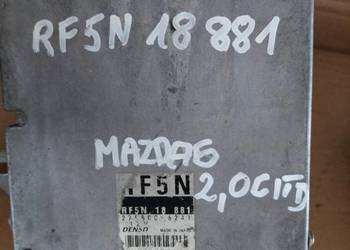 RF5N 18 881
MAZDA6
2,0CITD
RF5N
RF5N 18 881
DENSO MADE IN JAPAN